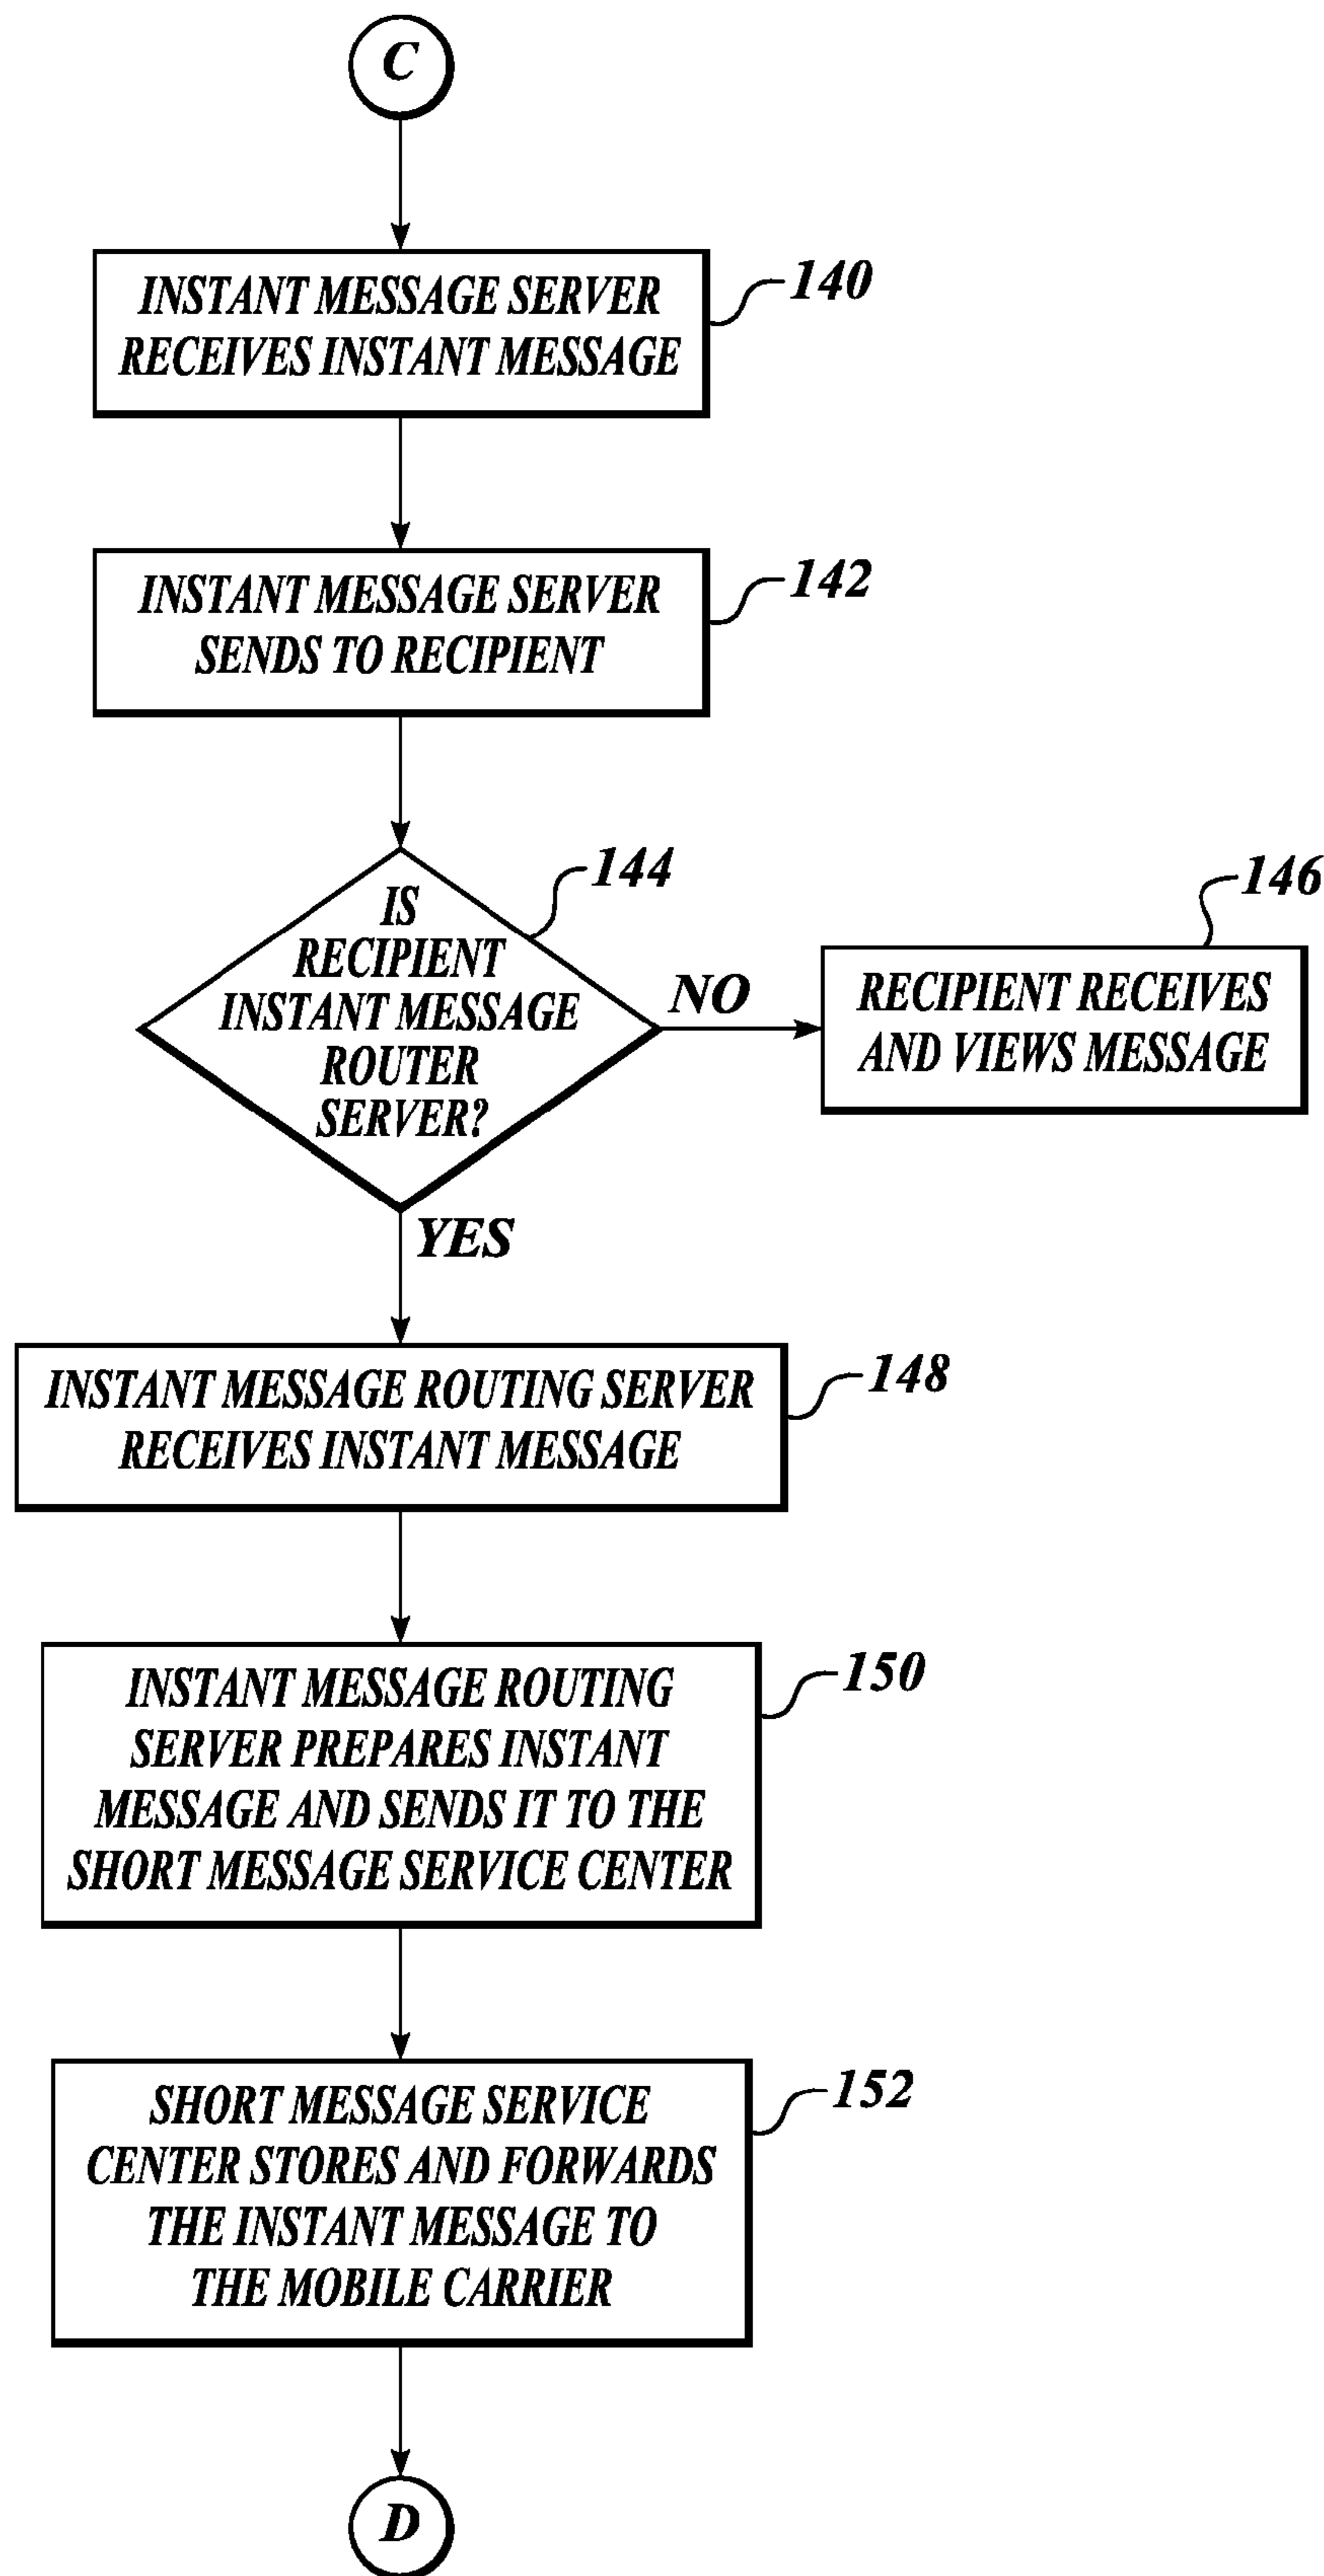 C
INSTANT MESSAGE SERVER
RECEIVES INSTANT MESSAGE
140
INSTANT MESSAGE SERVER
SENDS TO RECIPIENT
142
IS
RECIPIENT
INSTANT MESSAGE
ROUTER
SERVER?
144
NO
RECIPIENT RECEIVES
AND VIEWS MESSAGE
146
YES
INSTANT MESSAGE ROUTING SERVER
RECEIVES INSTANT MESSAGE
148
INSTANT MESSAGE ROUTING
SERVER PREPARES INSTANT
MESSAGE AND SENDS IT TO THE
SHORT MESSAGE SERVICE CENTER
150
SHORT MESSAGE SERVICE
CENTER STORES AND FORWARDS
THE INSTANT MESSAGE TO
THE MOBILE CARRIER
152
D